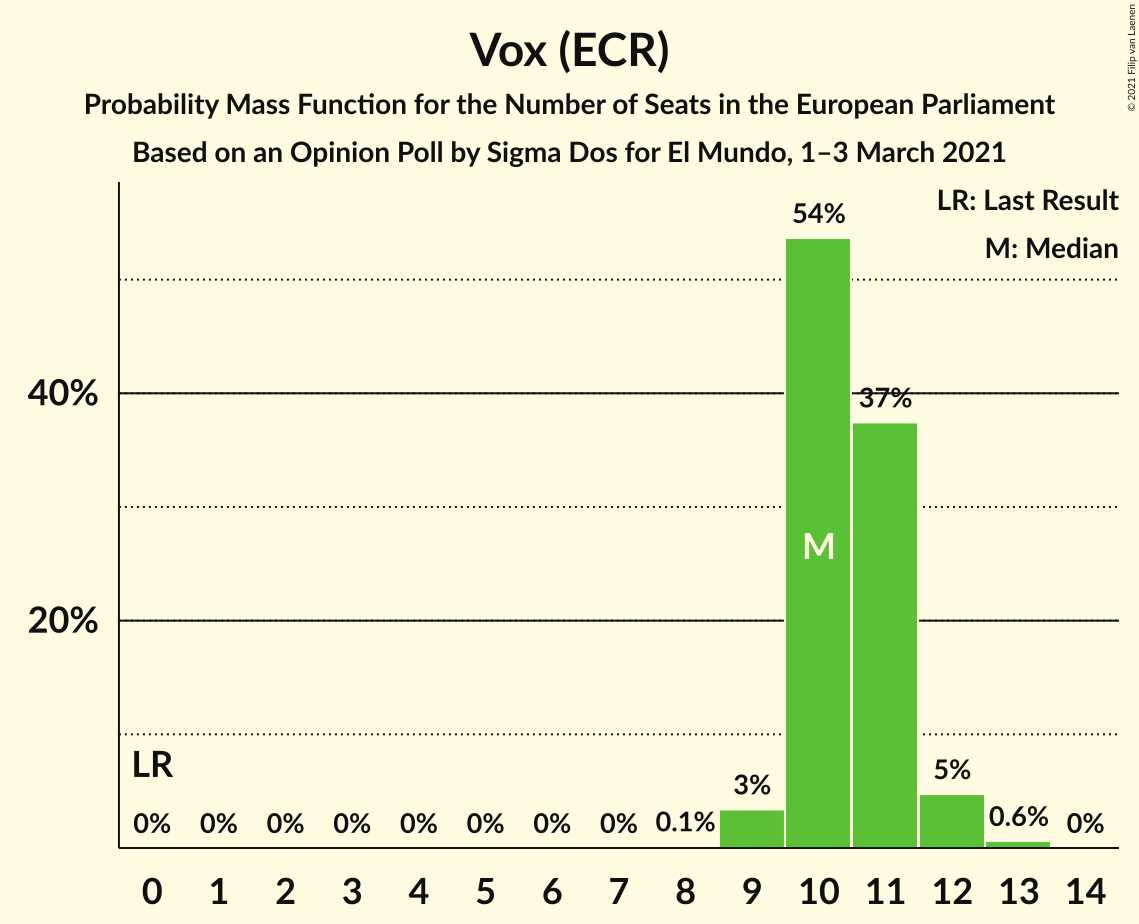 Vox (ECR)
Probability Mass Function for the Number of Seats in the European Parliament
Based on an Opinion Poll by Sigma Dos for El Mundo, 1–3 March 2021
© 2021 Filip van Laenen
LR: Last Result
M: Median
54%
40%
37%
M
20%
LR
0% 0% 0% 0% 0% 0% 0% 0% 0.1% 3% 5% 0.6% 0%
0 1 2 3 4 5 6 7 8 9 10 11 12 13 14